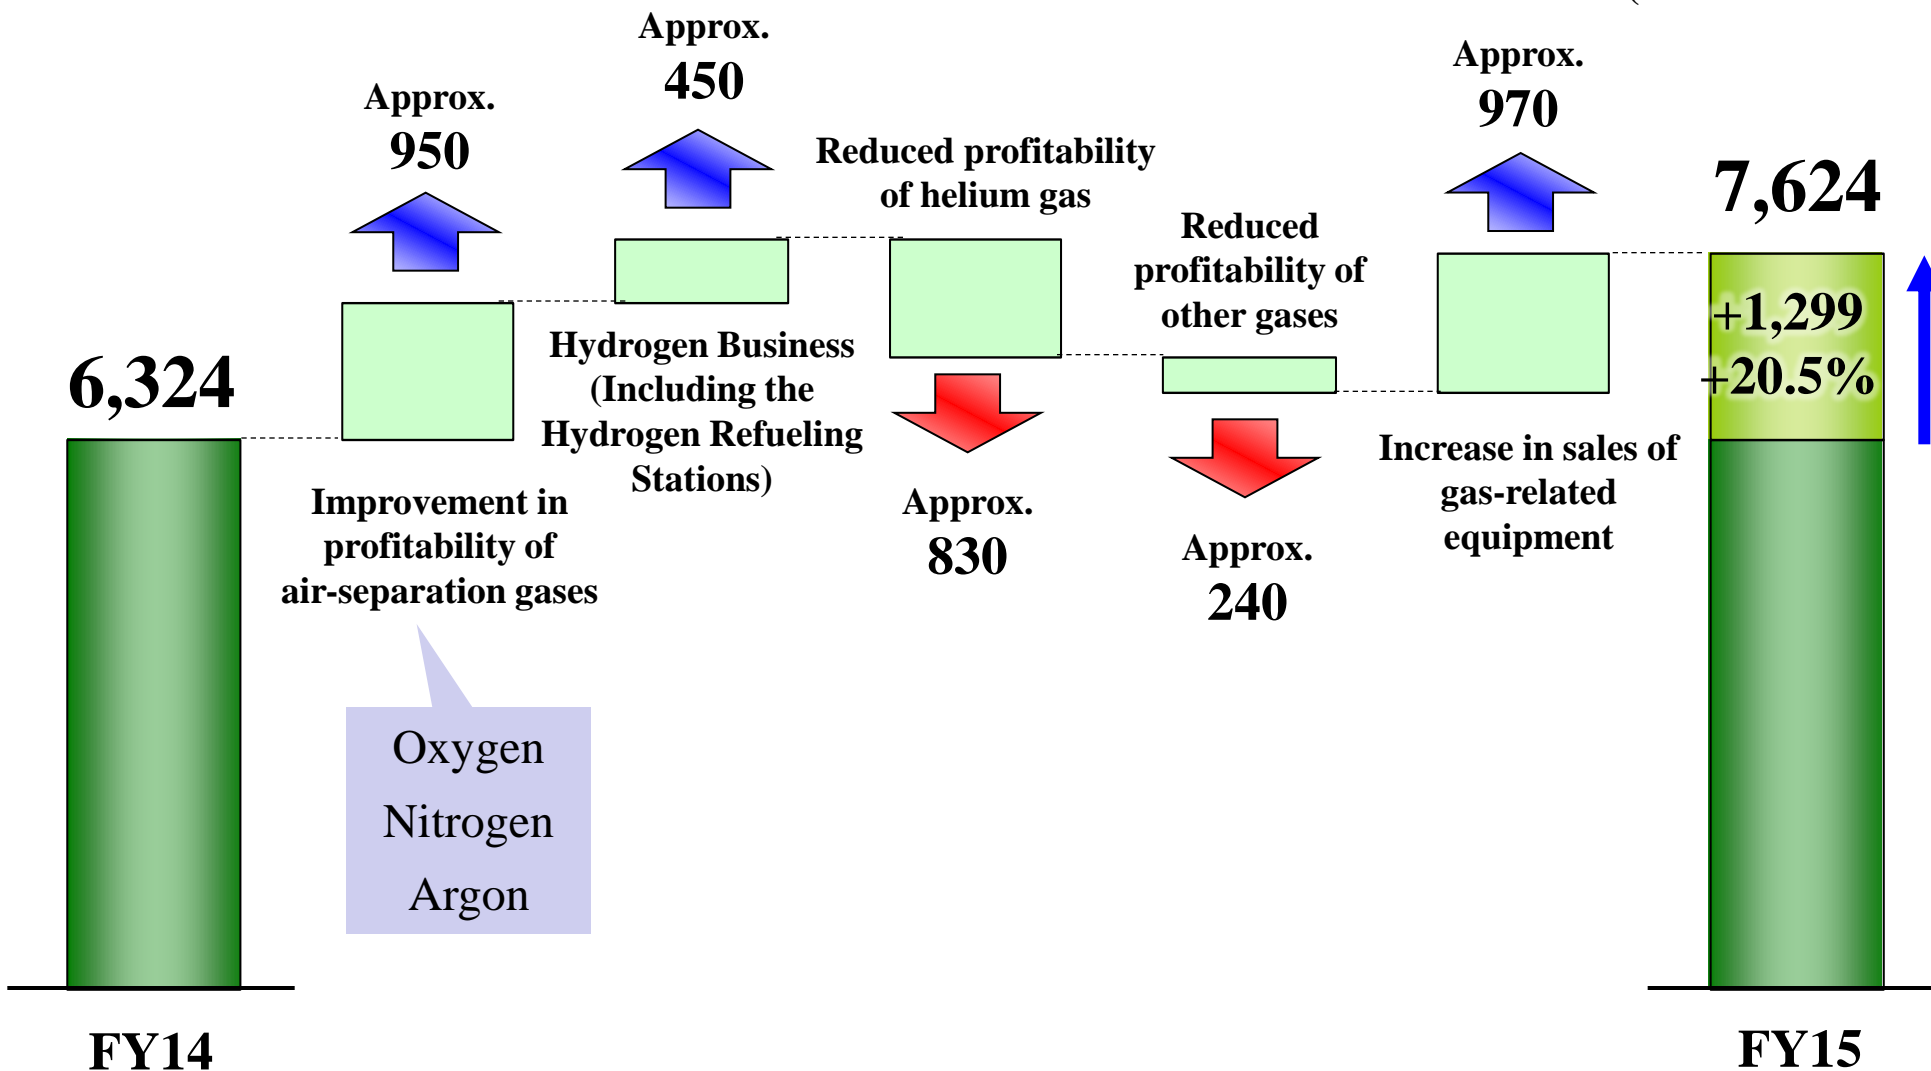 6,324
FY14
Approx.
950
Improvement in
profitability of
air-separation gases
Oxygen
Nitrogen
Argon
Approx.
450
Hydrogen Business
(Including the
Hydrogen Refueling
Stations)
Reduced profitability
of helium gas
Approx.
830
Reduced
profitability of
other gases
Approx.
240
Approx.
970
Increase in sales of
gas-related
equipment
7,624
+1,299
+20.5%
FY15